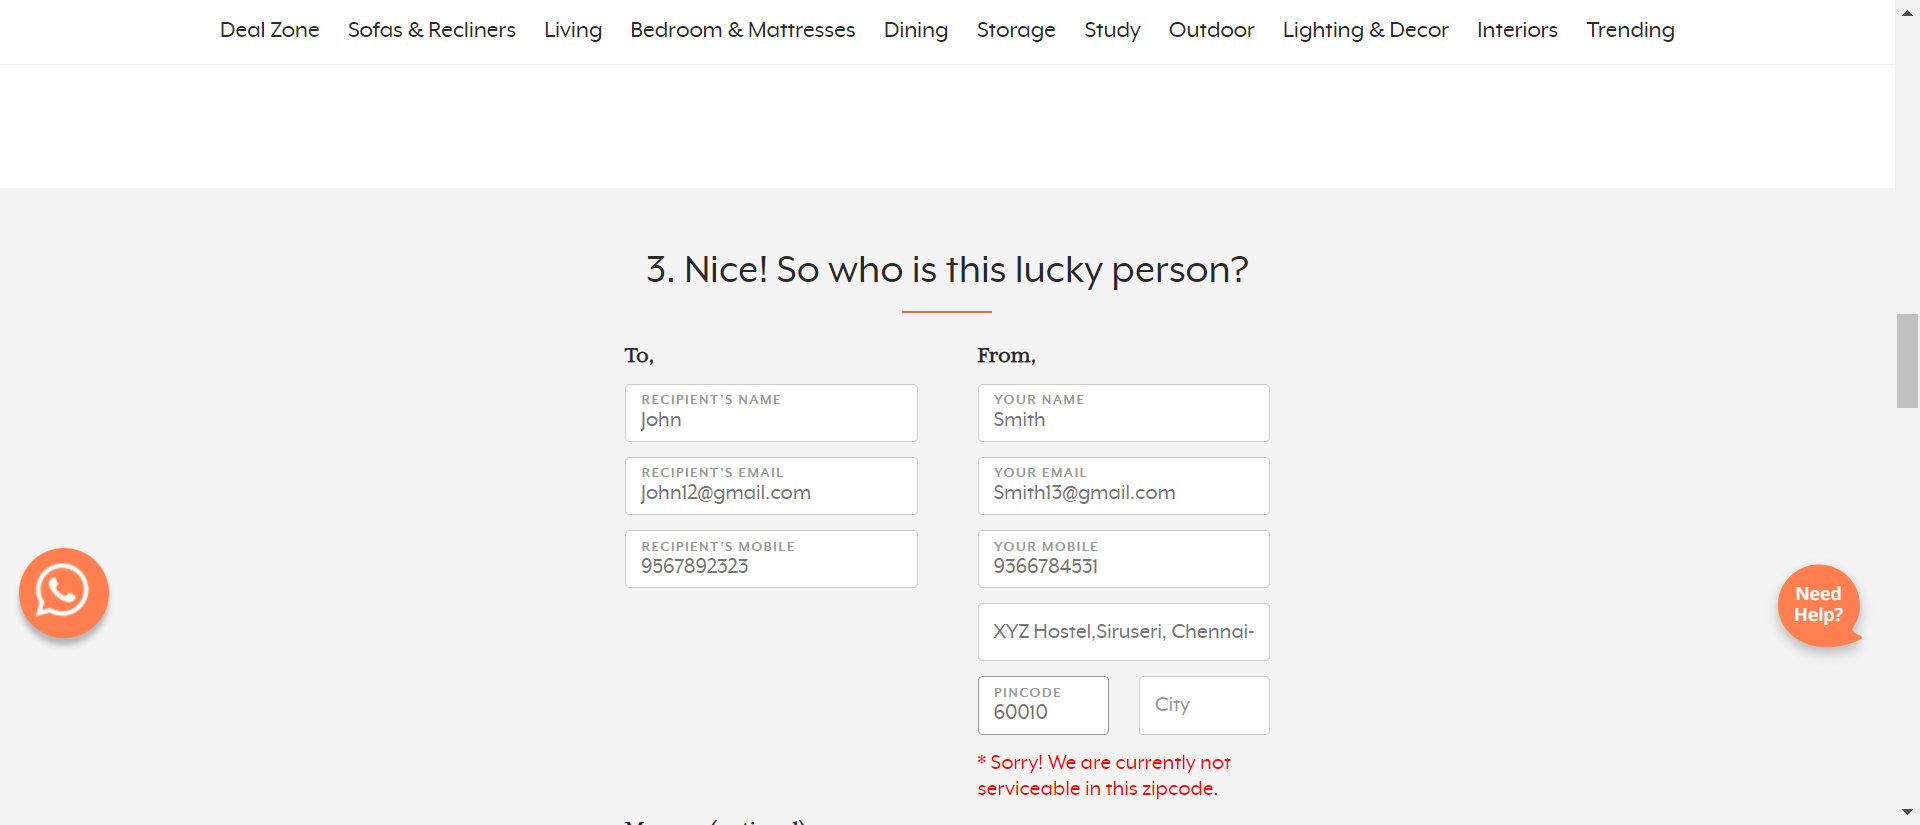 Deal Zone Sofas & Recliners Living Bedroom & Mattresses Dining Storage Study Outdoor Lighting & Decor Interiors Trending
3. Nice! So who is this lucky person?
To,
RECIPIENT'S NAME
John
RECIPIENT'S EMAIL
John12@gmail.com
RECIPIENT'S MOBILE
9567892323
From,
YOUR NAME
Smith
YOUR EMAIL
Smith13@gmail.com
YOUR MOBILE
9366784531
XYZ Hostel,Siruseri, Chennai-
PINCODE
60010
City
* Sorry! We are currently not
serviceable in this zipcode.
Need
Help?